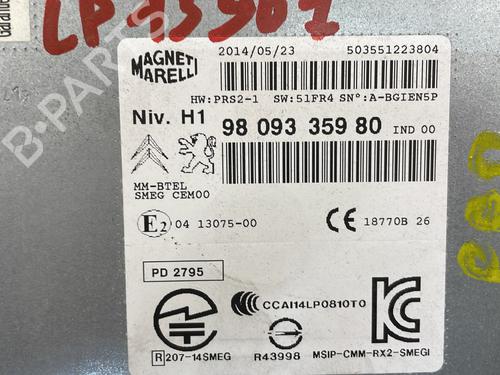 Garantie
LP
B-PARTS
MAGNETI
MARELLI
2014/05/23 503551223804
HW:PRS2-1 SW:51FR4 SN°:A-BGIEN5P
Niv. H1
98 093 359 80 IND 00
MM-BTEL
SMEG CEM00
E2 04 13075-00
CE 18770B 26
PD 2795
CCAI14LP0810T0
R 207-14SMEG
R43998
MSIP-CMM-RX2-SMEGI